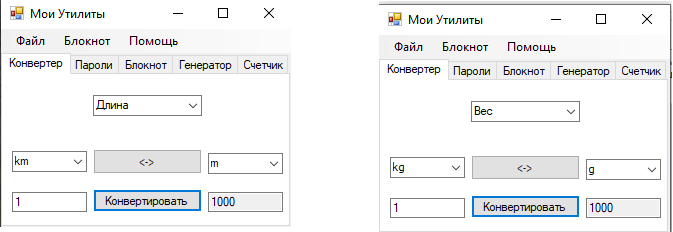 Мои Утилиты
Файл Блокнот Помощь
Конвертер Пароли Блокнот Генератор Счетчик
Длина
km <-> m
1 Конвертировать 1000
Мои Утилиты
Файл Блокнот Помощь
Конвертер Пароли Блокнот Генератор Счетчик
Вес
kg <-> g
1 Конвертировать 1000